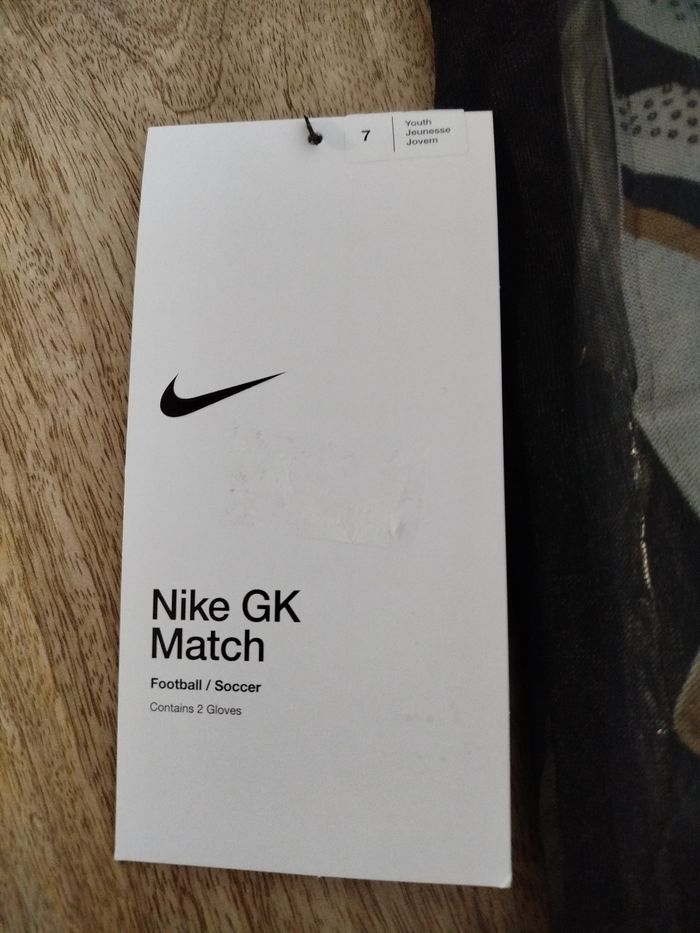 7
Youth
Jeunesse
Jovem
Nike GK
Match
Football / Soccer
Contains 2 Gloves